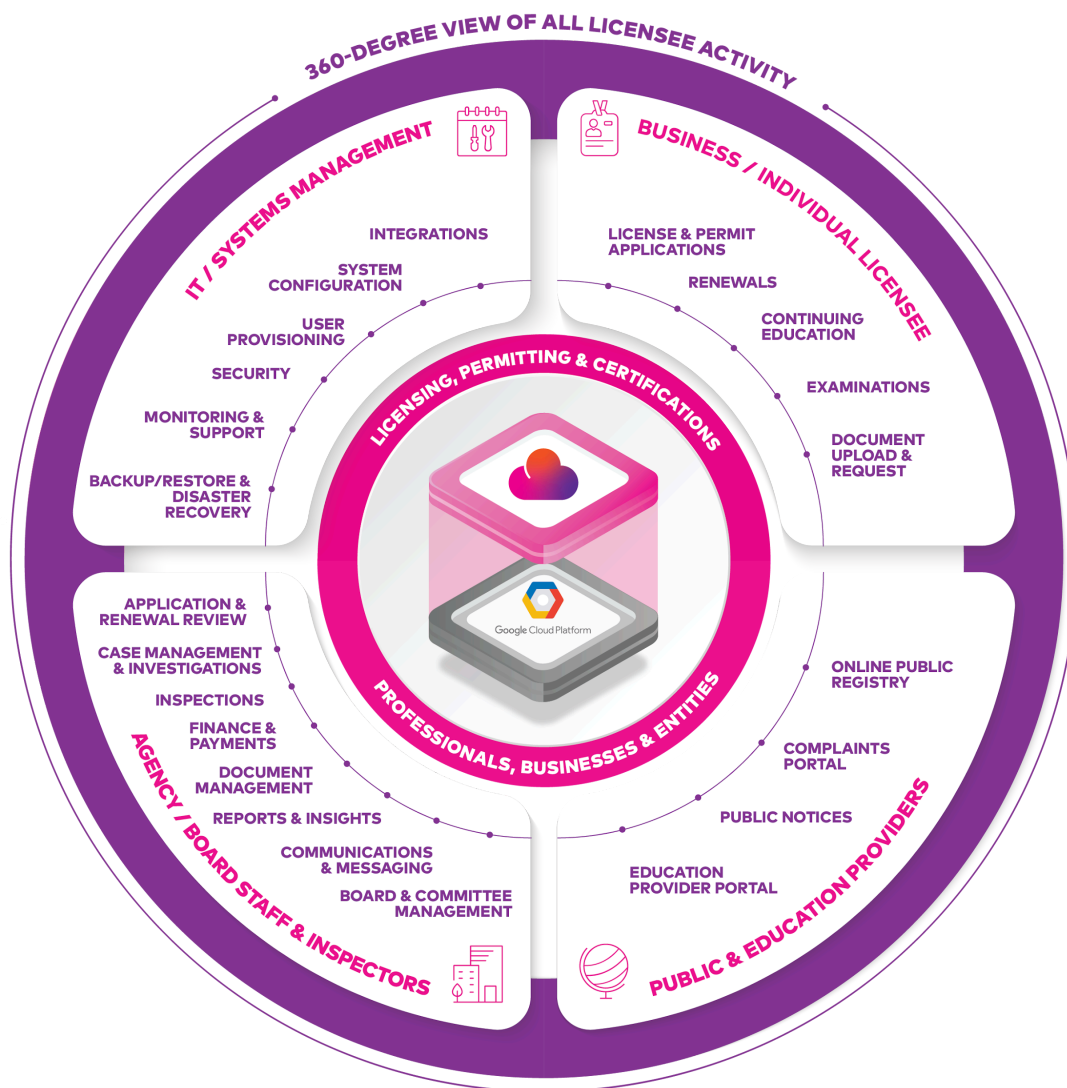 360-DEGREE VIEW OF ALL LICENSEE ACTIVITY
IT / SYSTEMS MANAGEMENT
INTEGRATIONS
SYSTEM
CONFIGURATION
USER
PROVISIONING
SECURITY
MONITORING &
SUPPORT
BACKUP/RESTORE &
DISASTER
RECOVERY
BUSINESS / INDIVIDUAL LICENSEE
LICENSE & PERMIT
APPLICATIONS
RENEWALS
CONTINUING
EDUCATION
EXAMINATIONS
DOCUMENT
UPLOAD &
REQUEST
LICENSING, PERMITTING & CERTIFICATIONS
Google Cloud Platform
PROFESSIONALS, BUSINESSES & ENTITIES
APPLICATION &
RENEWAL REVIEW
CASE MANAGEMENT
& INVESTIGATIONS
INSPECTIONS
FINANCE &
PAYMENTS
DOCUMENT
MANAGEMENT
REPORTS & INSIGHTS
COMMUNICATIONS
& MESSAGING
BOARD & COMMITTEE
MANAGEMENT
AGENCY / BOARD STAFF & INSPECTORS
ONLINE PUBLIC
REGISTRY
COMPLAINTS
PORTAL
PUBLIC NOTICES
EDUCATION
PROVIDER PORTAL
PUBLIC & EDUCATION PROVIDERS